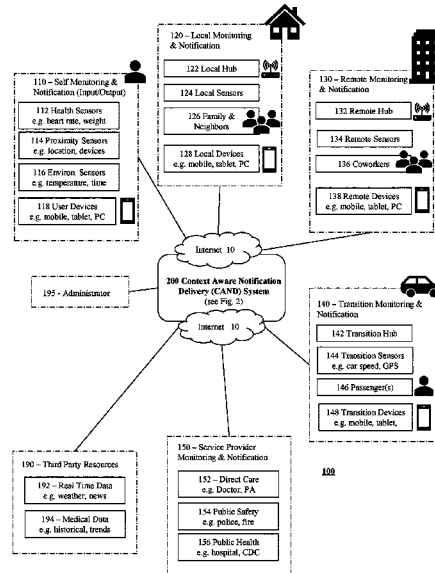 110 – Self Monitoring &
Notification (Input/Output)
112 Health Sensors
e.g. heart rate, weight
114 Proximity Sensors
e.g. location, devices
116 Environ. Sensors
e.g. temperature, time
118 User Devices
e.g. mobile, tablet, PC
120 – Local Monitoring
& Notification
122 Local Hub
124 Local Sensors
126 Family &
Neighbors
128 Local Devices
e.g. mobile, tablet, PC
130 – Remote Monitoring
& Notification
132 Remote Hub
134 Remote Sensors
136 Coworkers
138 Remote Devices
e.g. mobile, tablet, PC
Internet 10
200 Context Aware Notification
Delivery (CAND) System
(see Fig. 2)
Internet 10
195 - Administrator
140 – Transition Monitoring &
Notification
142 Transition Hub
144 Transition Sensors
e.g. car speed, GPS
146 Passenger(s)
148 Transition Devices
e.g. mobile, tablet,
190 – Third Party Resources
192 – Real Time Data
e.g. weather, news
194 – Medical Data
e.g. historical, trends
150 – Service Provider
Monitoring & Notification
152 – Direct Care
e.g. Doctor, PA
154 Public Safety
e.g. police, fire
156 Public Health
e.g. hospital, CDC
100